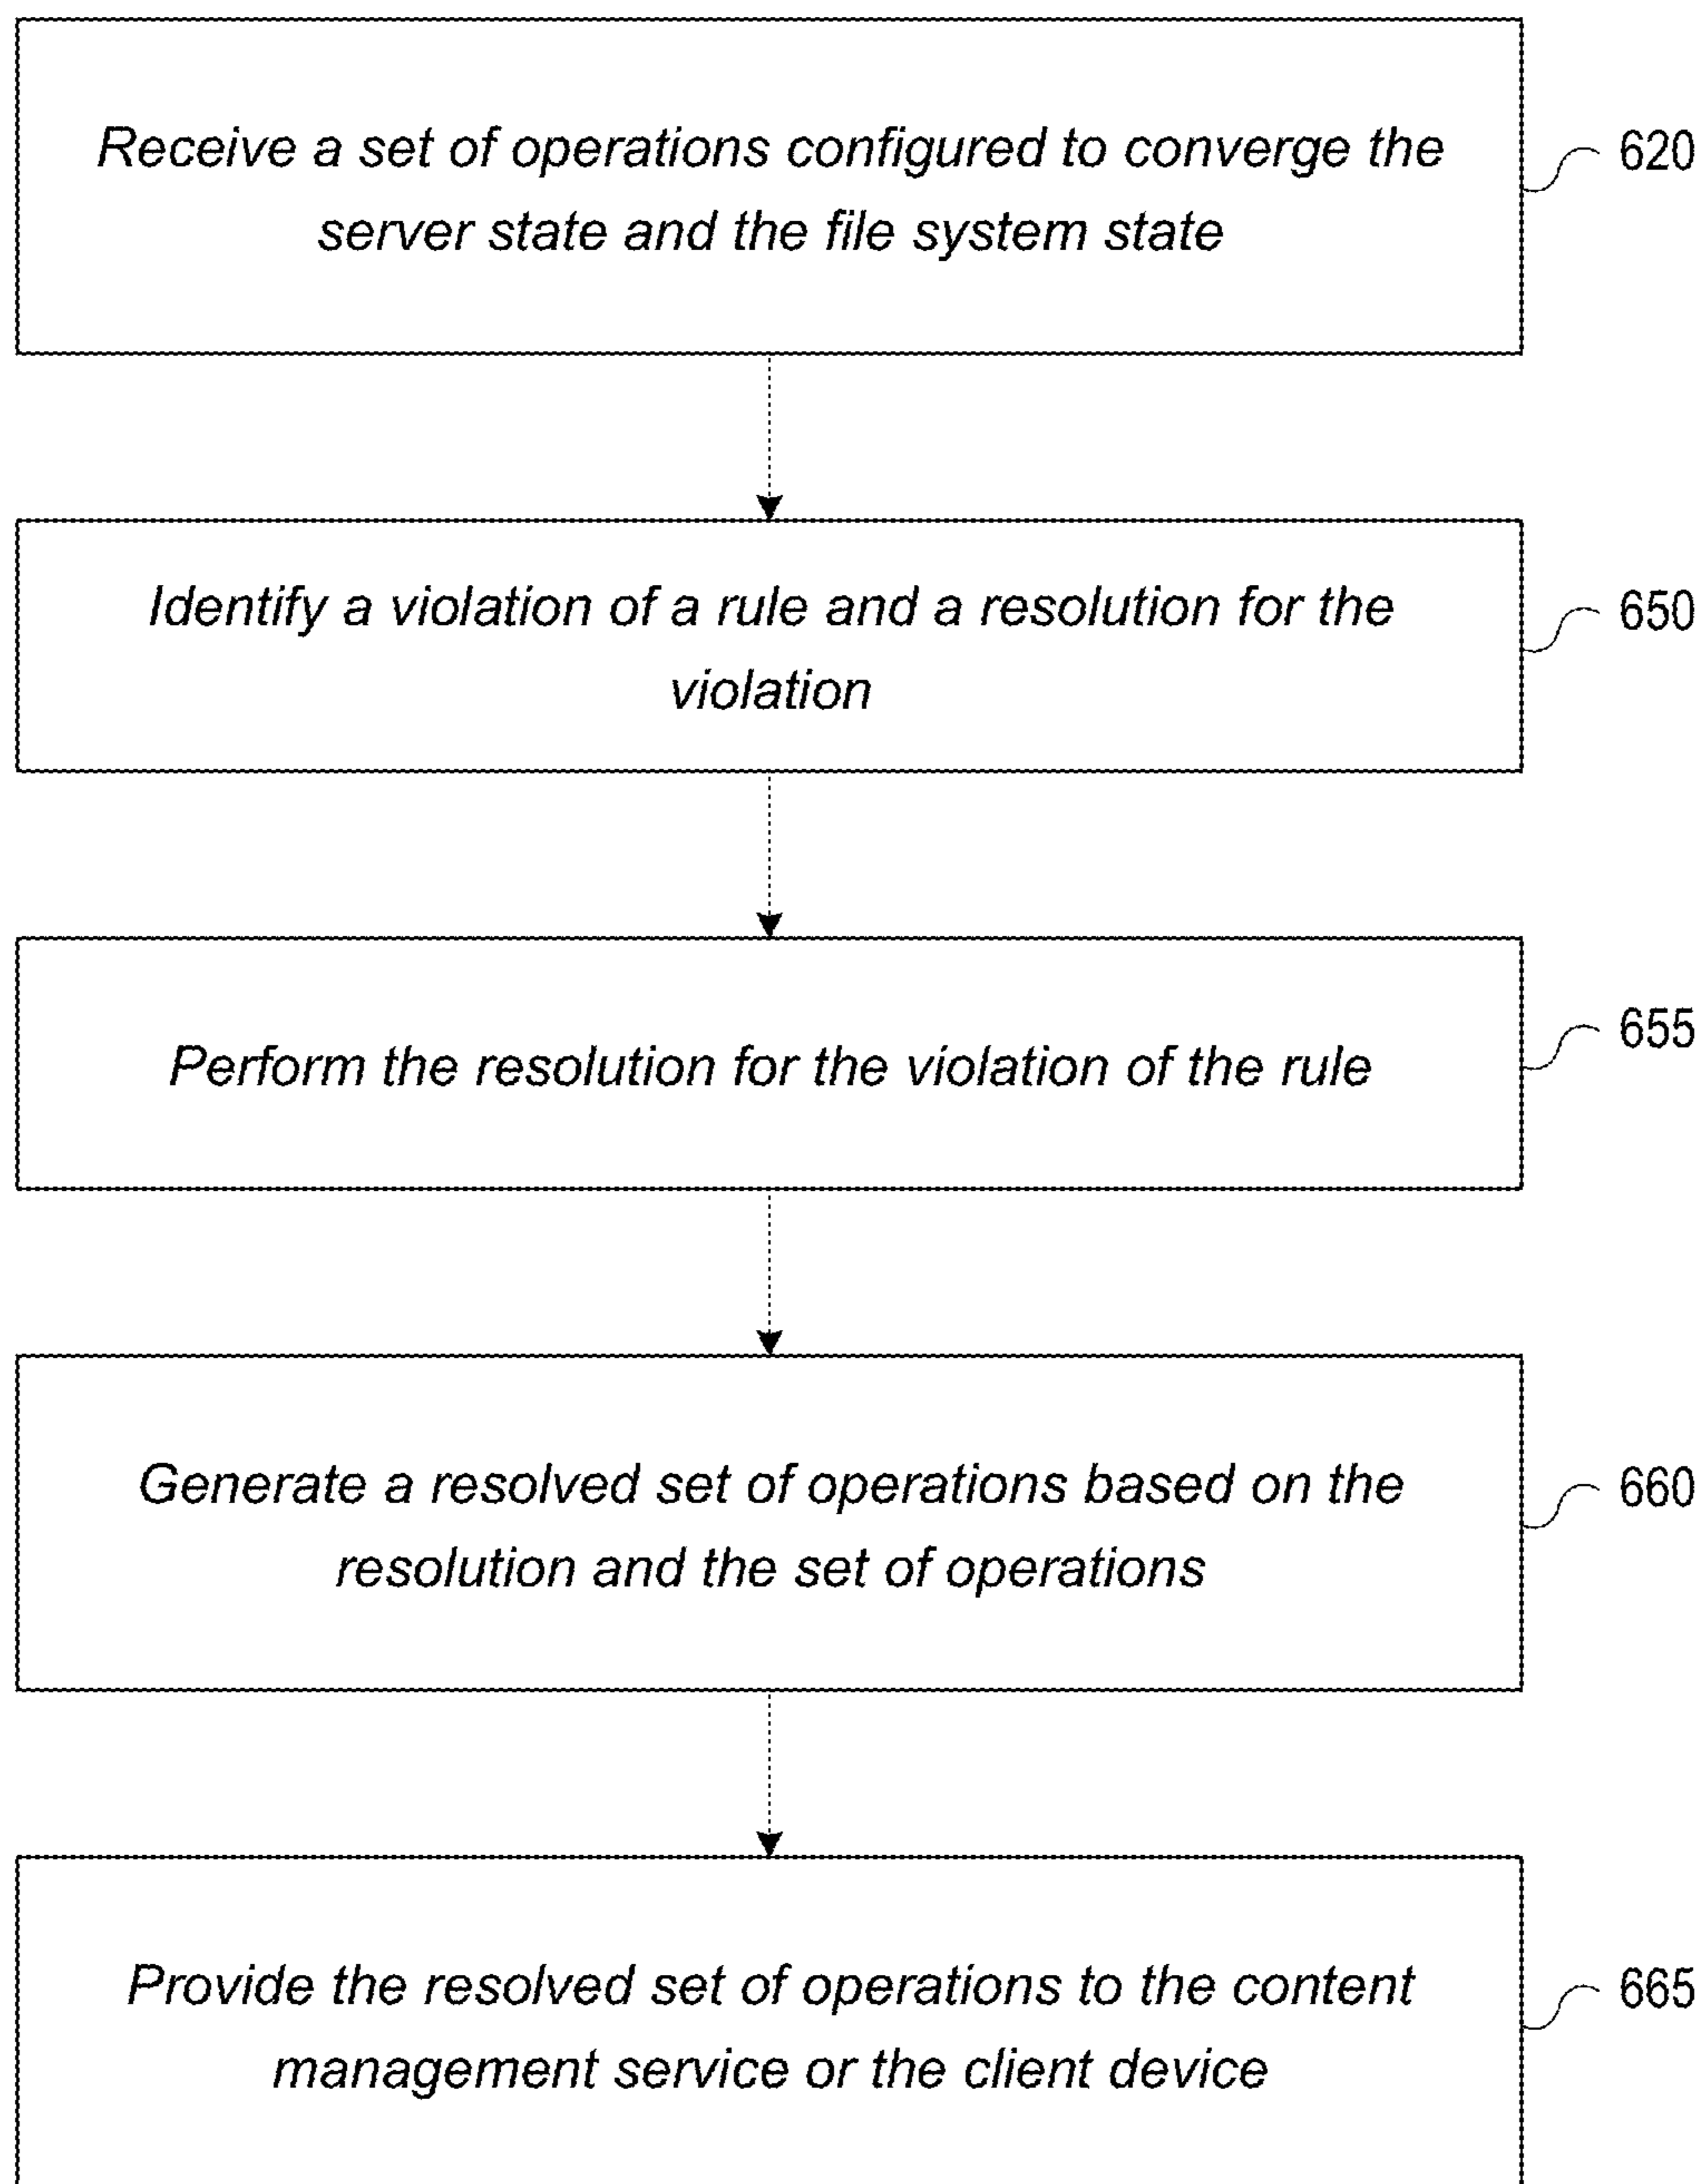 Receive a set of operations configured to converge the
server state and the file system state
620
Identify a violation of a rule and a resolution for the
violation
650
Perform the resolution for the violation of the rule
655
Generate a resolved set of operations based on the
resolution and the set of operations
660
Provide the resolved set of operations to the content
management service or the client device
665